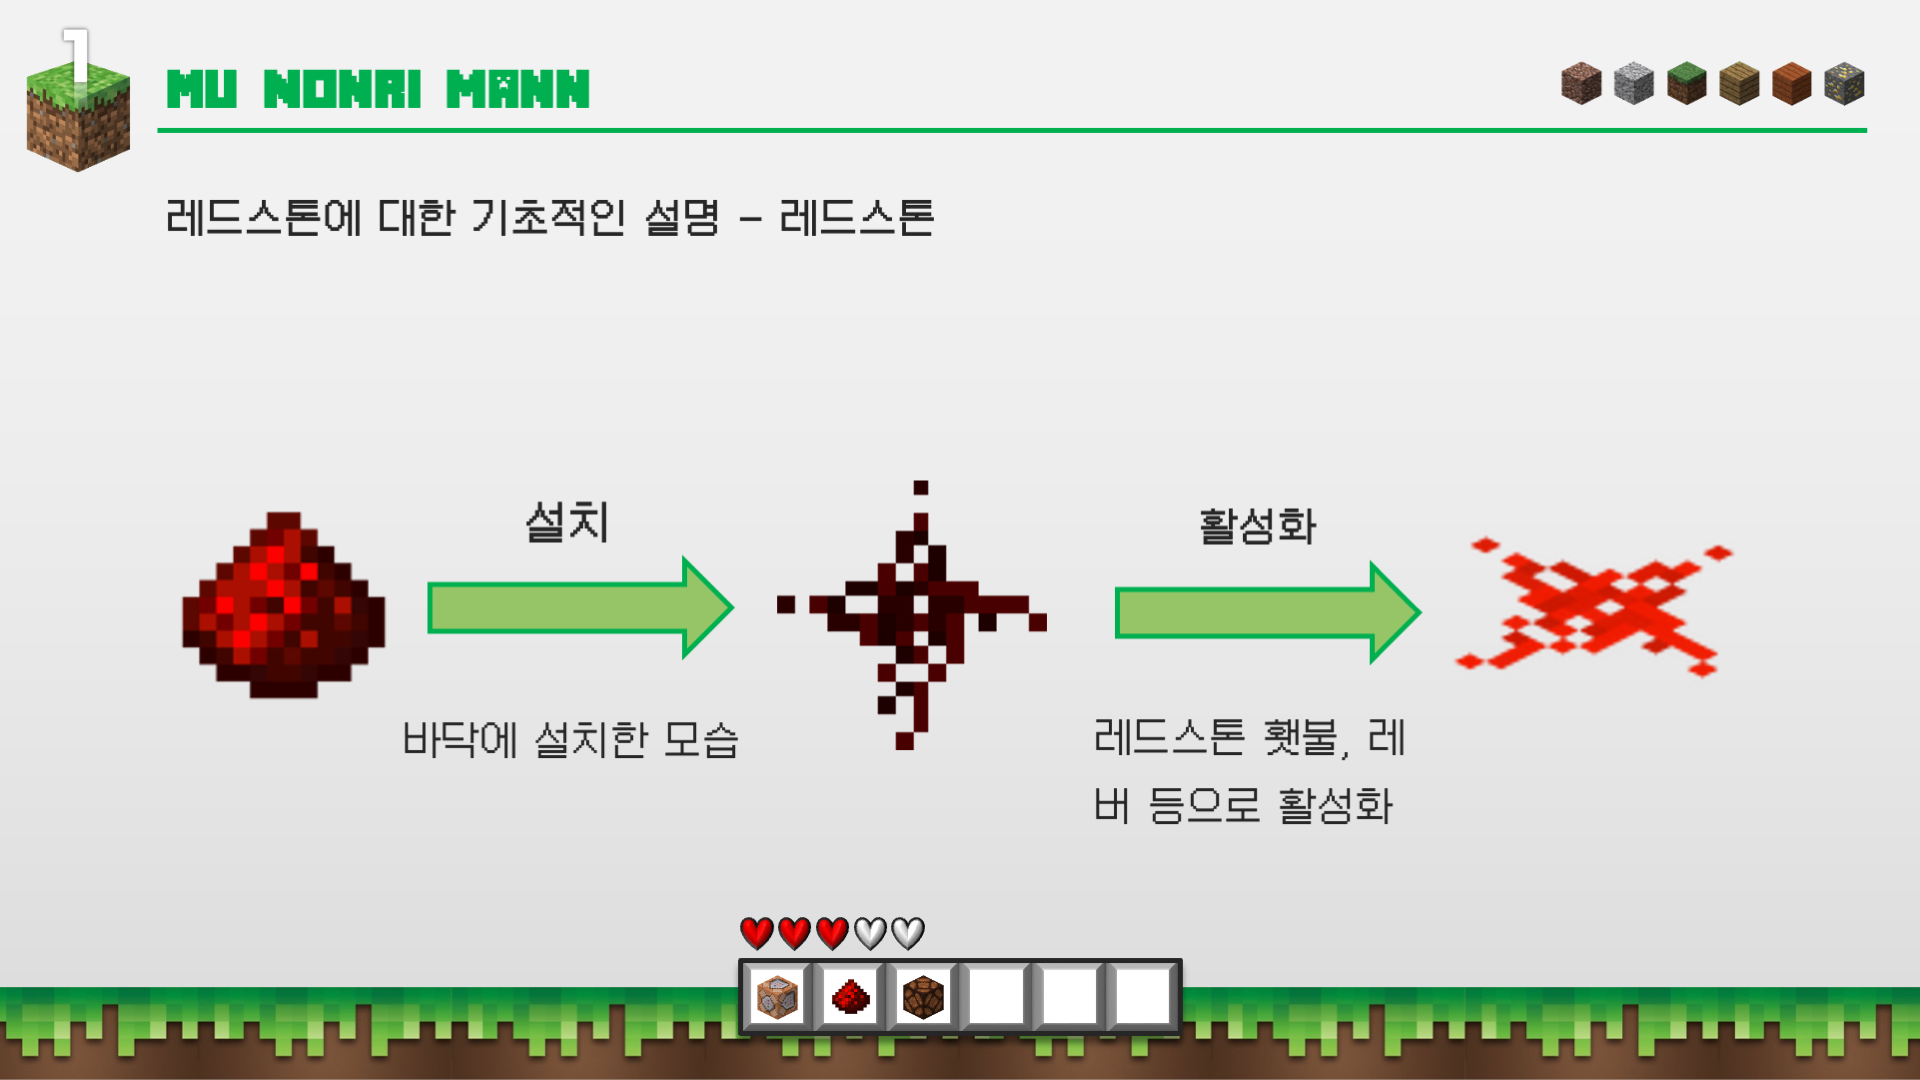 1
MU NONRI MANN
레드스톤에 대한 기초적인 설명 – 레드스톤
설치
활성화
바닥에 설치한 모습
레드스톤 횃불, 레
버 등으로 활성화